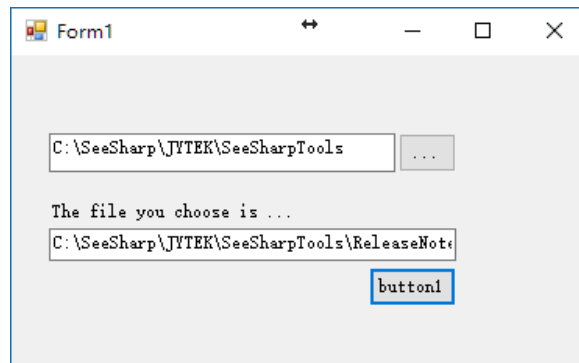 Form1
C:\SeeSharp\JYTEK\SeeSharpTools
...
The file you choose is ...
C:\SeeSharp\JYTEK\SeeSharpTools\ReleaseNote
button1